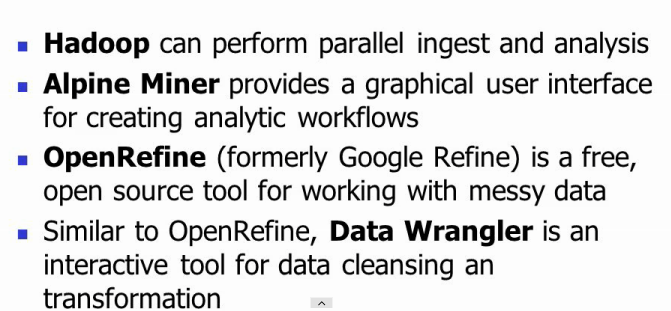 ▪ Hadoop can perform parallel ingest and analysis
▪ Alpine Miner provides a graphical user interface
for creating analytic workflows
▪ OpenRefine (formerly Google Refine) is a free,
open source tool for working with messy data
▪ Similar to OpenRefine, Data Wrangler is an
interactive tool for data cleansing an
transformation